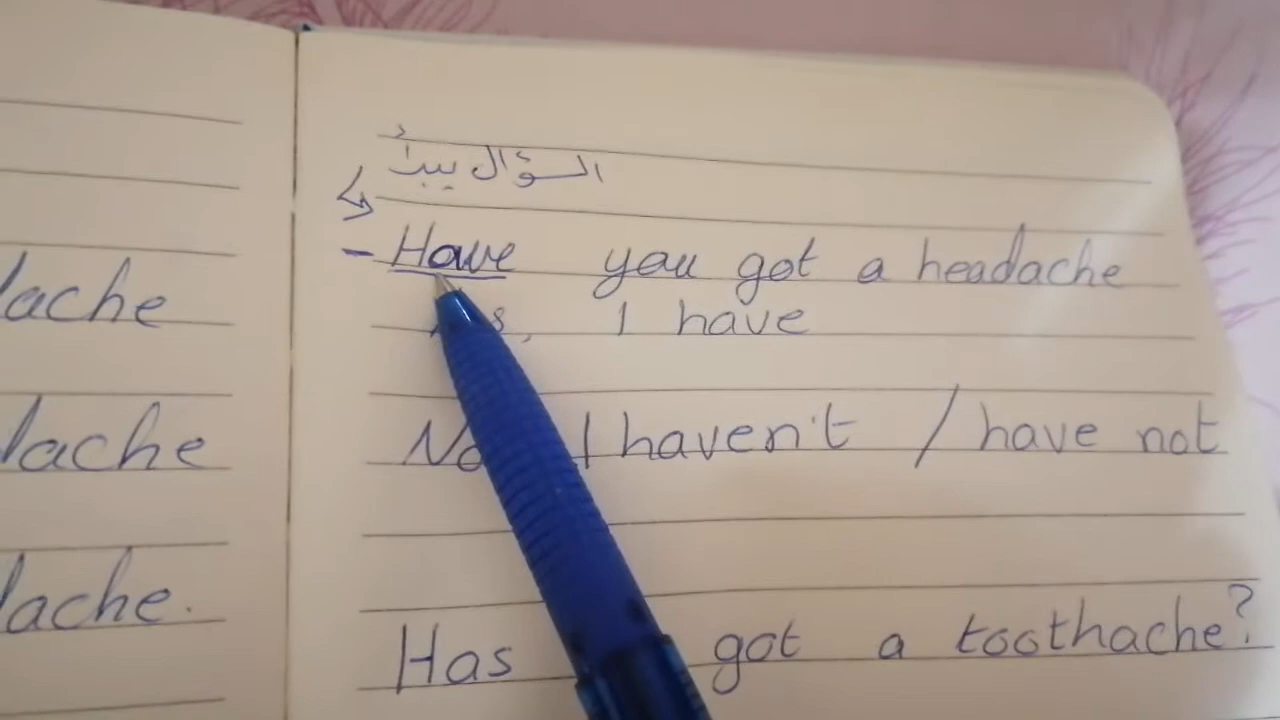 lache
lache
lache.
السؤال يبدأ
- Have you got a headache
I have
I haven't / have not
Has got a toothache?